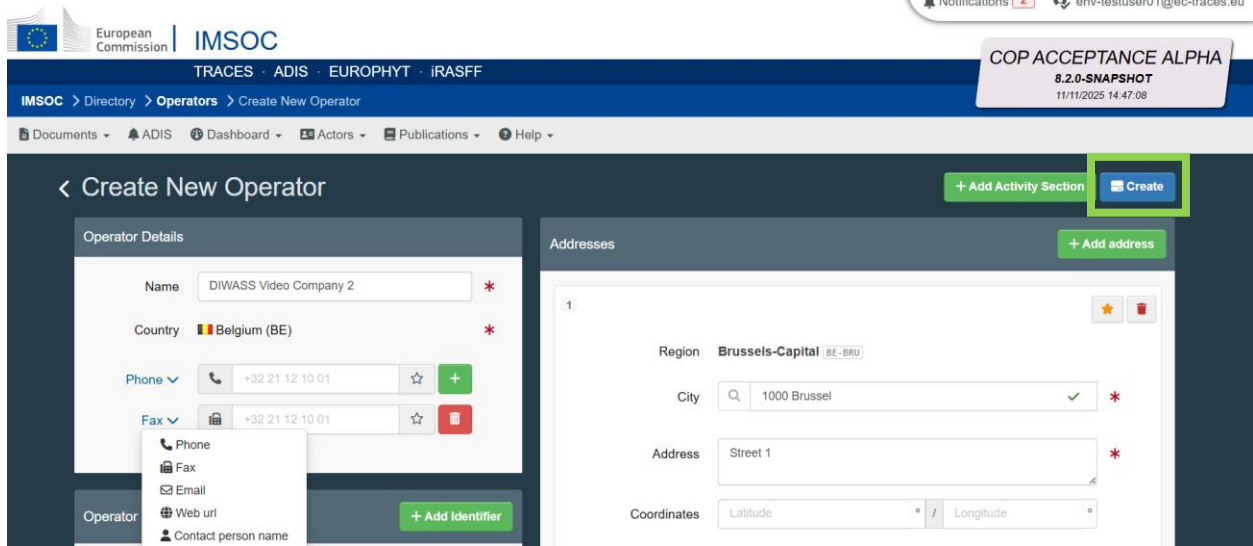 Notifications 2 env-testuser01@ec-traces.eu
European
Commission
IMSOC
TRACES · ADIS · EUROPHYT · iRASFF
COP ACCEPTANCE ALPHA
8.2.0-SNAPSHOT
11/11/2025 14:47:08
IMSOC > Directory > Operators > Create New Operator
Documents ADIS Dashboard Actors Publications Help
Create New Operator
+ Add Activity Section Create
Operator Details
Name DIWASS Video Company 2 *
Country Belgium (BE) *
Phone +32 21 12 10 01 +
Fax +32 21 12 10 01
Phone
Fax
Email
Web url
Contact person name
Operator + Add Identifier
Addresses + Add address
1
Region Brussels-Capital BE-BRU
City 1000 Brussel *
Address Street 1 *
Coordinates Latitude ° / Longitude °